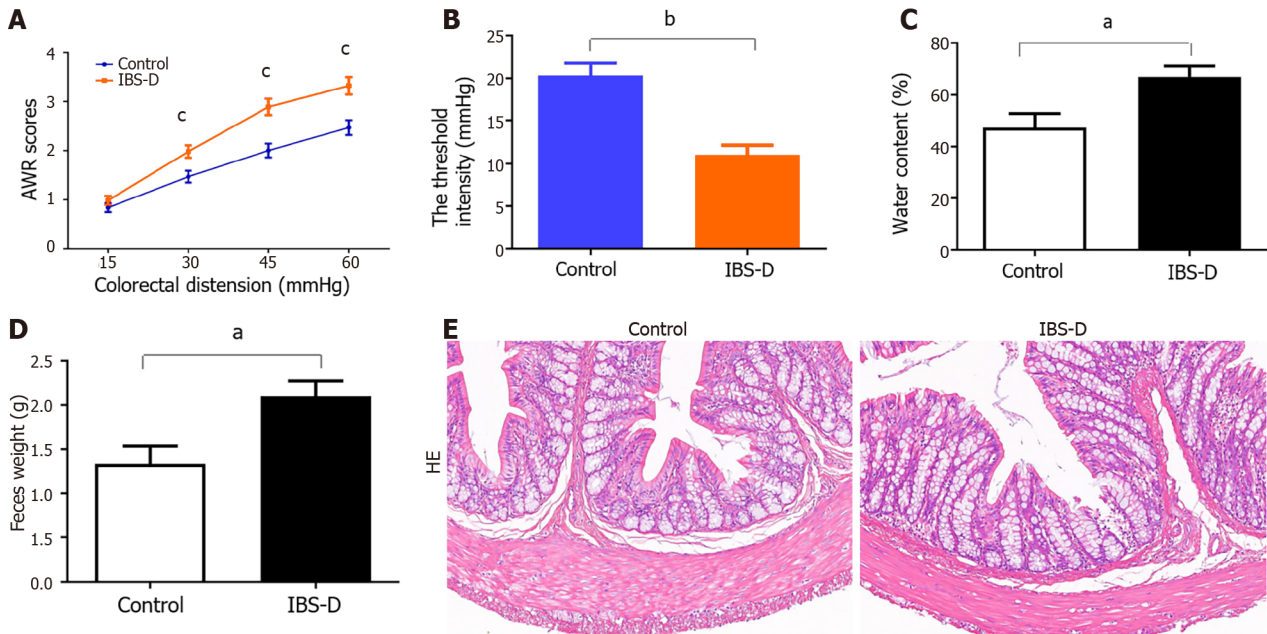 A
4
3
2
1
0
AWR scores
Control
IBS-D
c
c
c
15
30
45
60
Colorectal distension (mmHg)
B
b
25
20
15
10
5
0
The threshold
intensity (mmHg)
Control
IBS-D
C
a
80
60
40
20
0
Water content (%)
Control
IBS-D
D
a
2.5
2.0
1.5
1.0
1.5
0.0
Feces weight (g)
Control
IBS-D
E
Control
IBS-D
HE